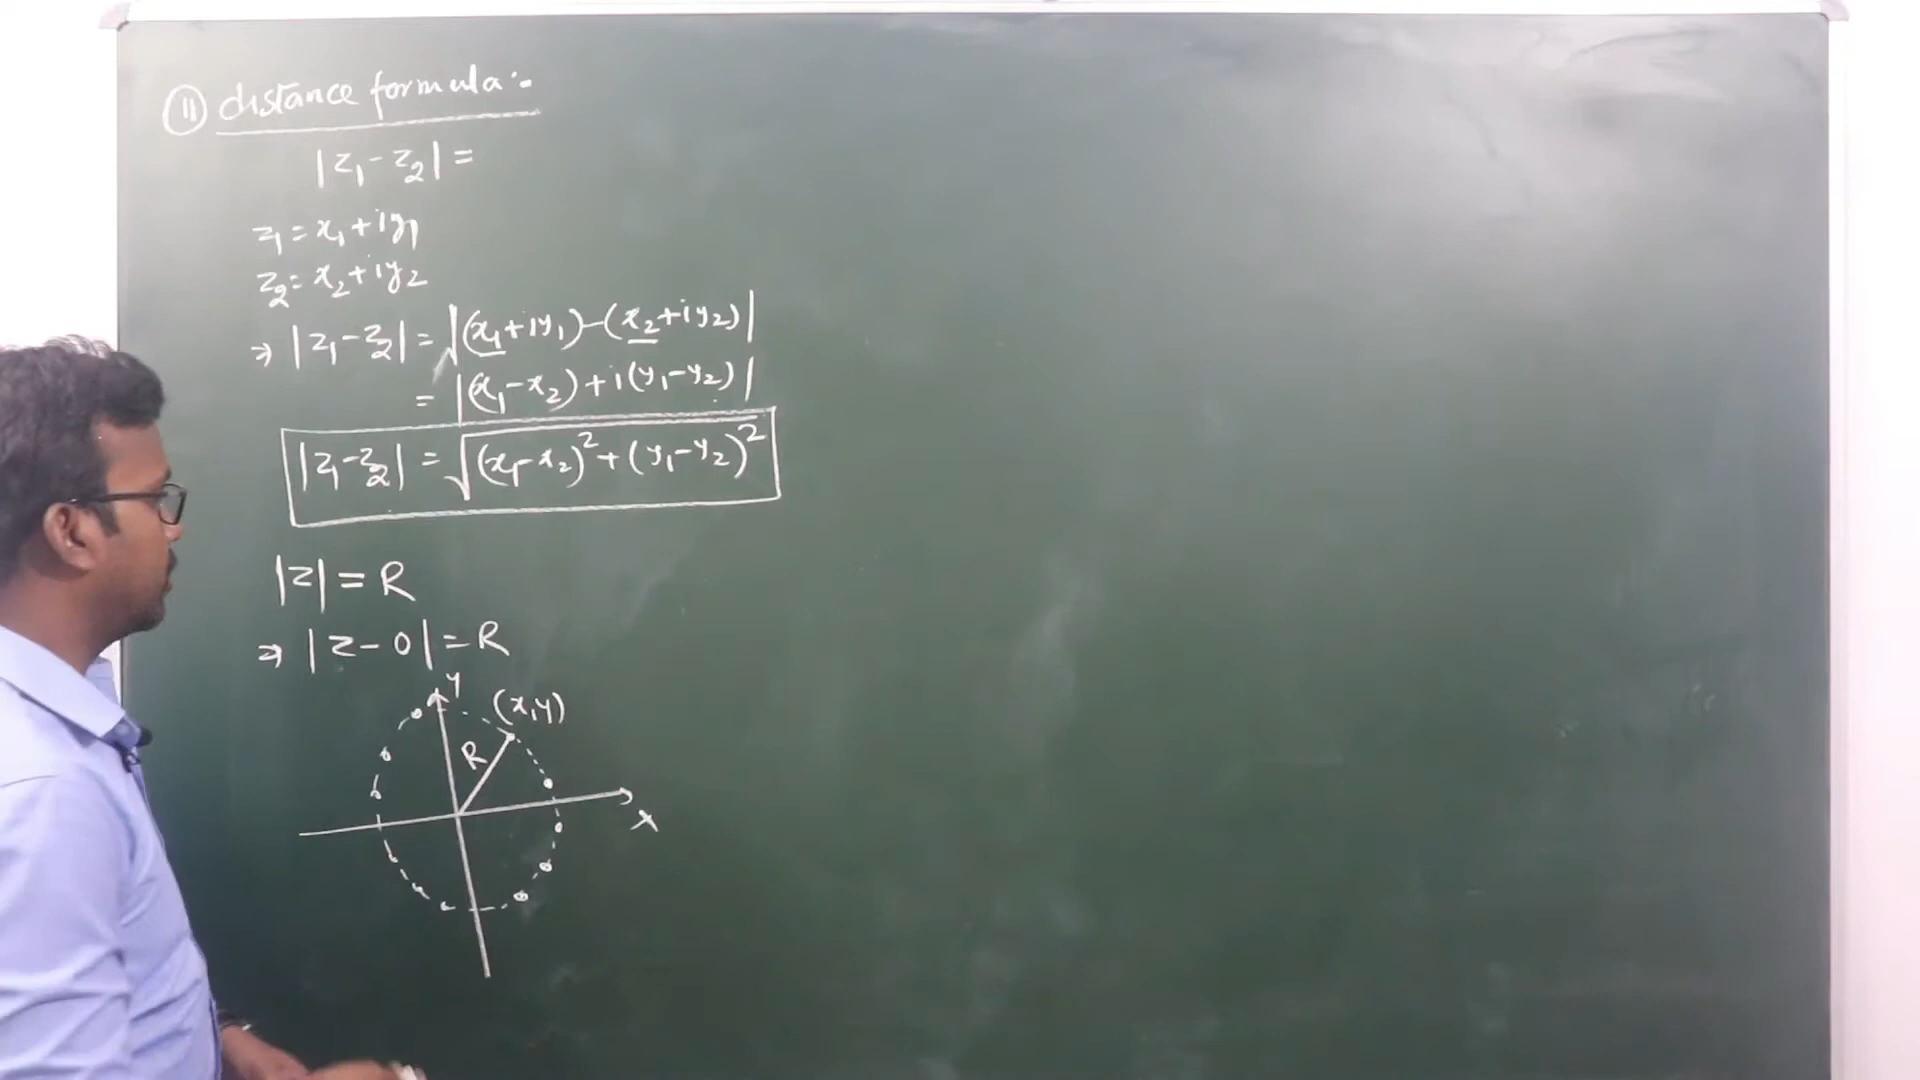 11 distance formula :-
|z₁ - z₂| =
z₁ = x₁ + iy₁
z₂ = x₂ + iy₂
⇒ |z₁ - z₂| = |(x₁ + iy₁) - (x₂ + iy₂)|
= |(x₁ - x₂) + i(y₁ - y₂)|
|z₁ - z₂| = √((x₁ - x₂)² + (y₁ - y₂)²)
|z| = R
⇒ |z - 0| = R
Y
(x,y)
R
X